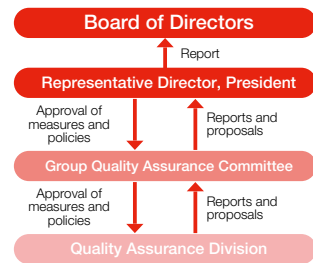 Board of Directors
Report
Representative Director, President
Approval of
measures and
policies
Reports and
proposals
Group Quality Assurance Committee
Approval of
measures and
policies
Reports and
proposals
Quality Assurance Division